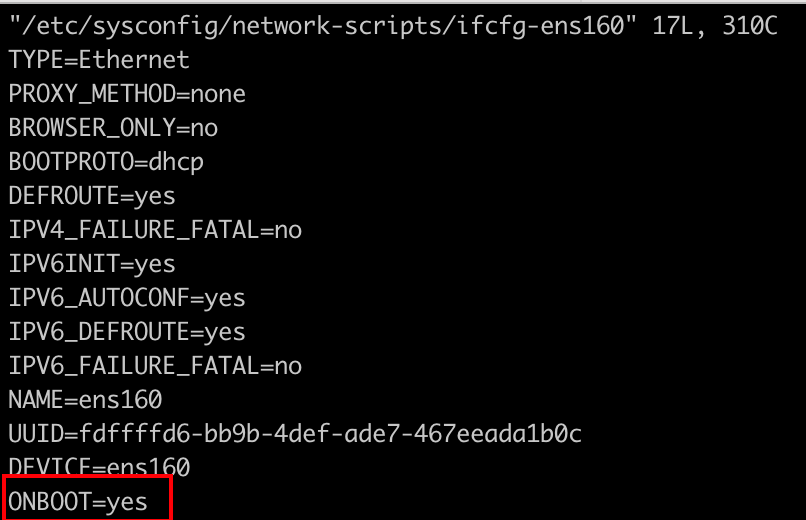 "/etc/sysconfig/network-scripts/ifcfg-ens160" 17L, 310C
TYPE=Ethernet
PROXY_METHOD=none
BROWSER_ONLY=no
BOOTPROTO=dhcp
DEFROUTE=yes
IPV4_FAILURE_FATAL=no
IPV6INIT=yes
IPV6_AUTOCONF=yes
IPV6_DEFROUTE=yes
IPV6_FAILURE_FATAL=no
NAME=ens160
UUID=fdffffd6-bb9b-4def-ade7-467eeada1b0c
DEVICE=ens160
ONBOOT=yes